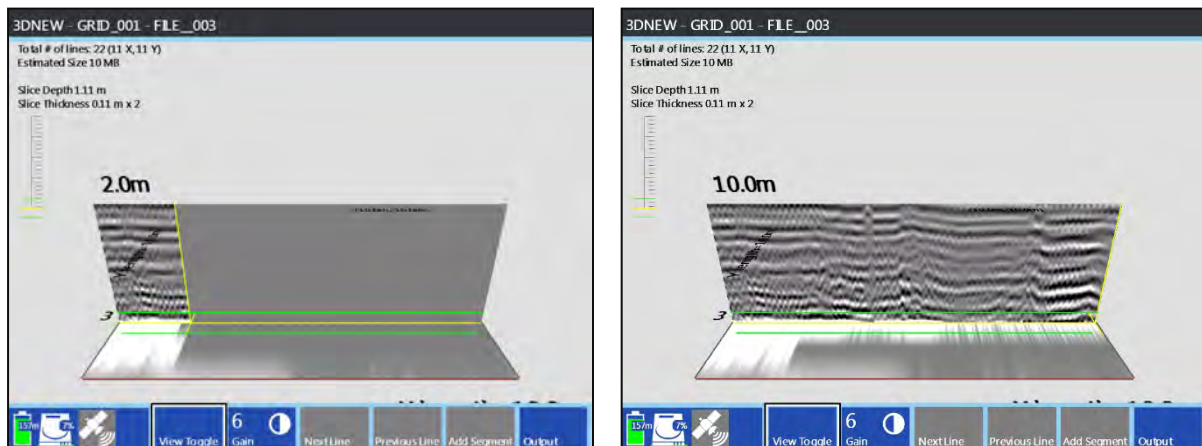 3DNEW - GRID_001 - FILE__003
Total # of lines: 22 (11 X, 11 Y)
Estimated Size 10 MB
Slice Depth 1.11 m
Slice Thickness 0.11 m x 2
2.0m
3
157m
7%
View Toggle
6
Gain
Next Line
Previous Line
Add Segment
Output
3DNEW - GRID_001 - FILE__003
Total # of lines: 22 (11 X, 11 Y)
Estimated Size 10 MB
Slice Depth 1.11 m
Slice Thickness 0.11 m x 2
10.0m
3
157m
7%
View Toggle
6
Gain
Next Line
Previous Line
Add Segment
Output